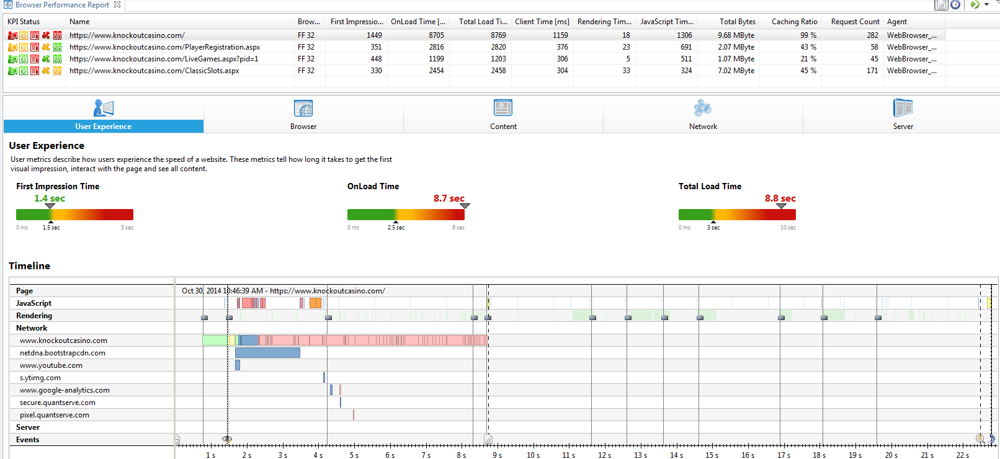 Browser Performance Report
KPI Status Name Brow... First Impressio... OnLoad Time [... Total Load Ti... Client Time [ms] Rendering Tim... JavaScript Tim... Total Bytes Caching Ratio Request Count Agent
https://www.knockoutcasino.com/ FF 32 1449 8705 8769 1159 18 1306 9.68 MByte 99 % 282 WebBrowser_...
https://www.knockoutcasino.com/PlayerRegistration.aspx FF 32 351 2816 2820 376 23 691 2.07 MByte 43 % 58 WebBrowser_...
https://www.knockoutcasino.com/LiveGames.aspx?pid=1 FF 32 448 1199 1203 306 5 511 1.07 MByte 21 % 45 WebBrowser_...
https://www.knockoutcasino.com/ClassicSlots.aspx FF 32 330 2454 2458 304 33 324 7.02 MByte 45 % 171 WebBrowser_...
User Experience Browser Content Network Server
User Experience
User metrics describe how users experience the speed of a website. These metrics tell how long it takes to get the first
visual impression, interact with the page and see all content.
First Impression Time OnLoad Time Total Load Time
1.4 sec 8.7 sec 8.8 sec
0 ms 1.5 sec 5 sec 0 ms 2.5 sec 6 sec 0 ms 3 sec 10 sec
Timeline
Page Oct 30, 2014 10:46:39 AM - https://www.knockoutcasino.com/
JavaScript
Rendering
Network
www.knockoutcasino.com
netdna.bootstrapcdn.com
www.youtube.com
s.ytimg.com
www.google-analytics.com
secure.quantserve.com
pixel.quantserve.com
Server
Events
1 s 2 s 3 s 4 s 5 s 6 s 7 s 8 s 9 s 10 s 11 s 12 s 13 s 14 s 15 s 16 s 17 s 18 s 19 s 20 s 21 s 22 s